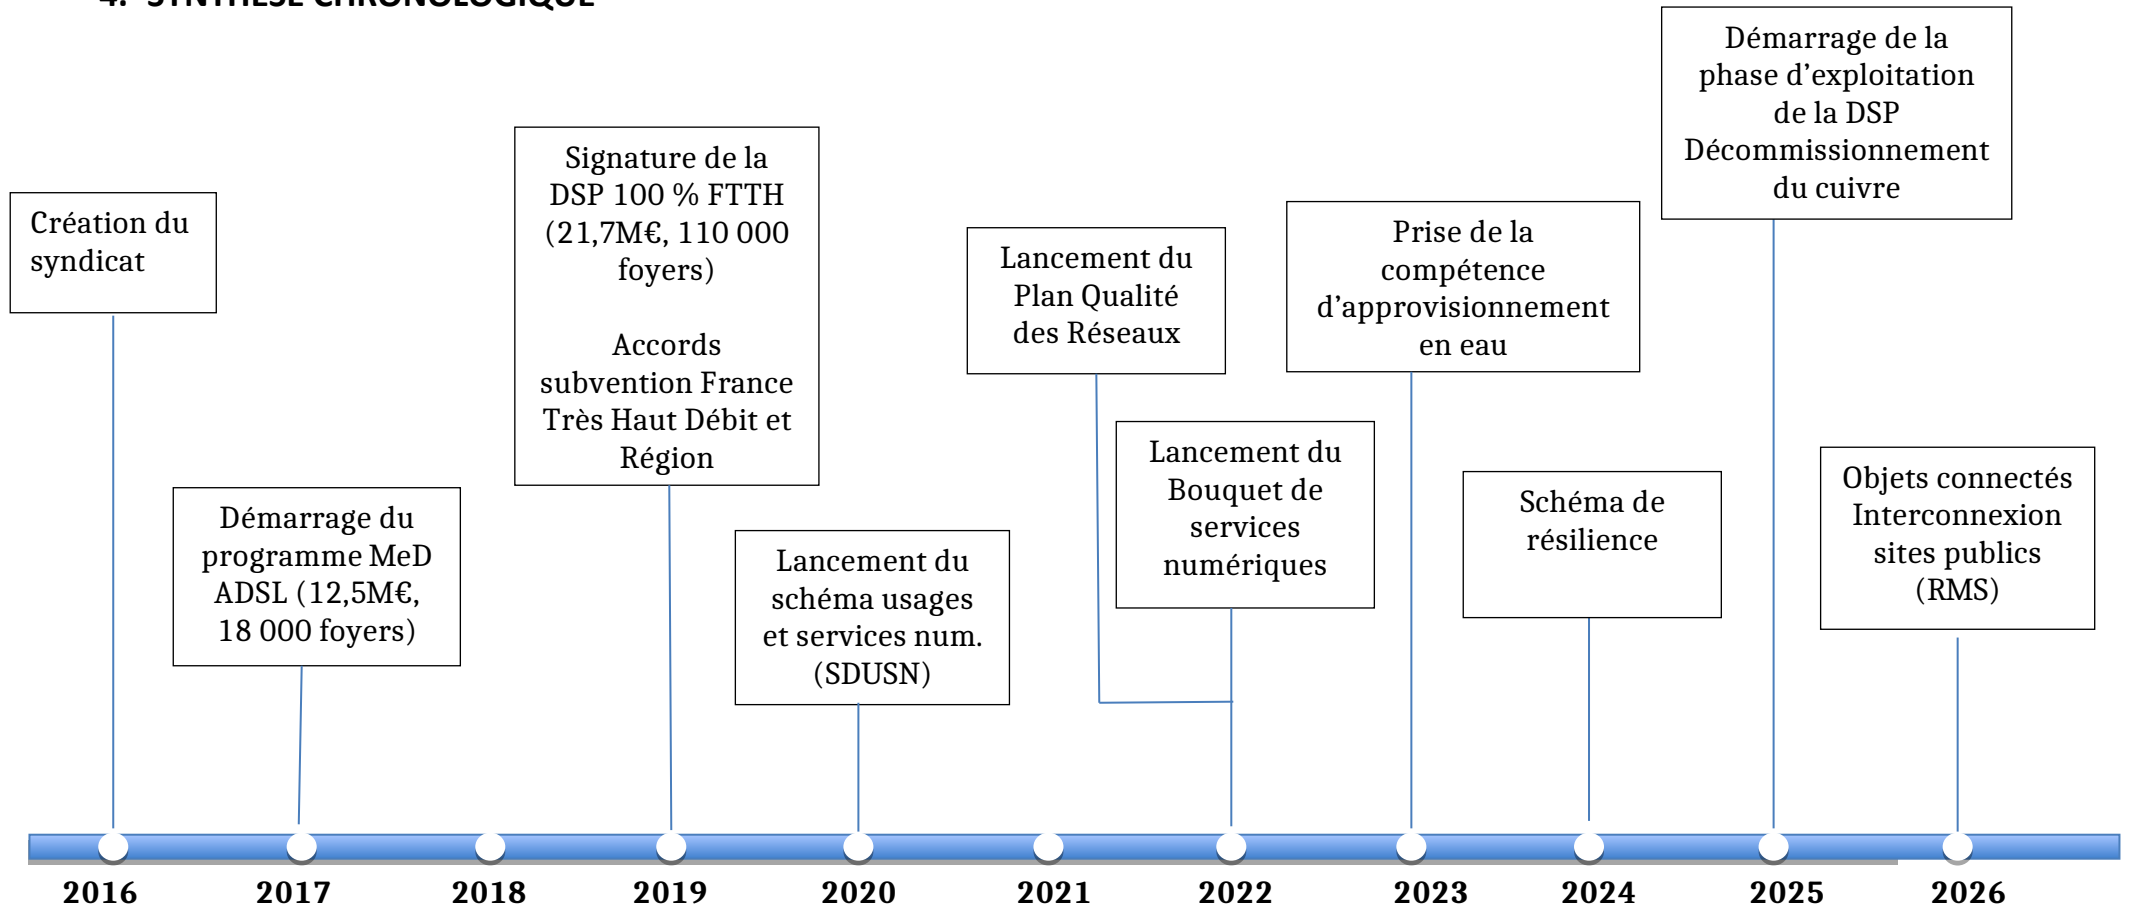 4. SYNTHÈSE CHRONOLOGIQUE
Création du
syndicat
Démarrage du
programme MeD
ADSL (12,5M€,
18 000 foyers)
Signature de la
DSP 100 % FTTH
(21,7M€, 110 000
foyers)
Accords
subvention France
Très Haut Débit et
Région
Lancement du
schéma usages
et services num.
(SDUSN)
Lancement du
Plan Qualité
des Réseaux
Lancement du
Bouquet de
services
numériques
Prise de la
compétence
d’approvisionnement
en eau
Schéma de
résilience
Démarrage de la
phase d’exploitation
de la DSP
Décommissionnement
du cuivre
Objets connectés
Interconnexion
sites publics
(RMS)
2016 2017 2018 2019 2020 2021 2022 2023 2024 2025 2026